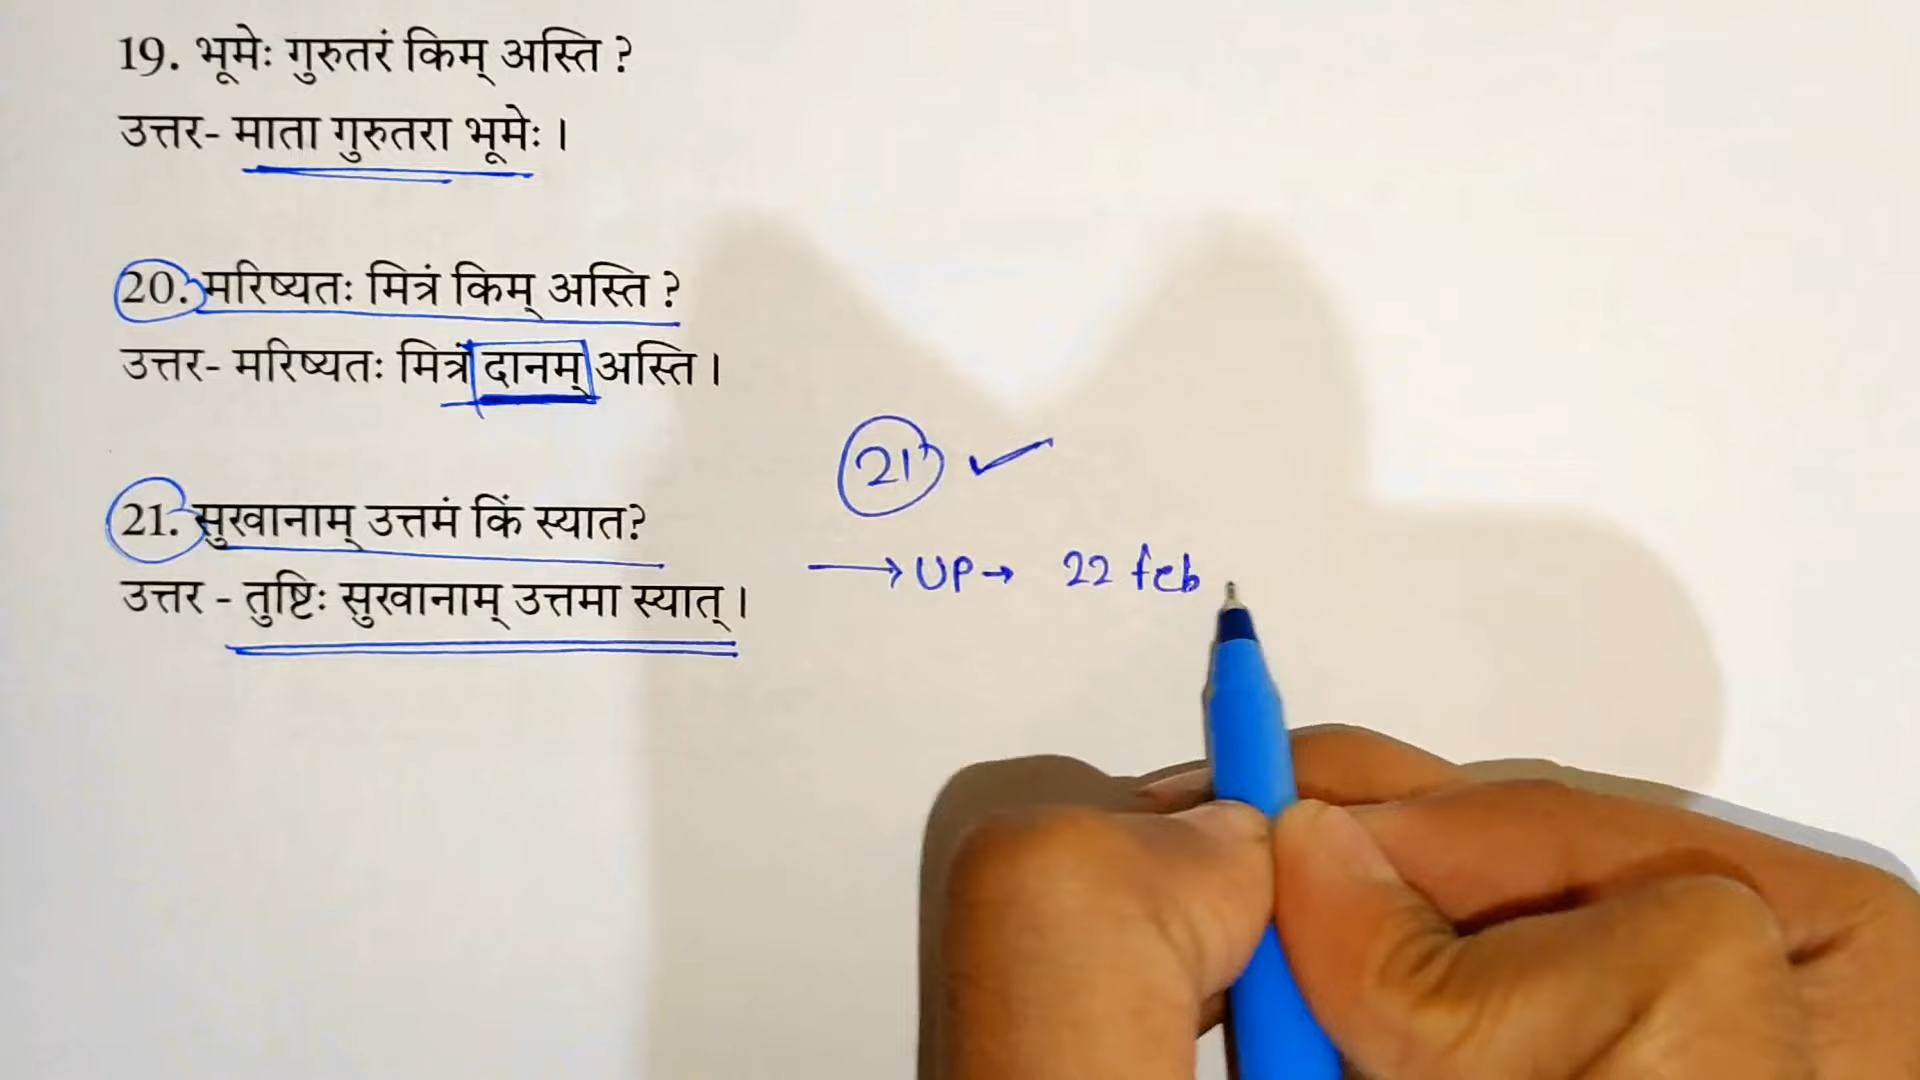 19. भूमेः गुरुतरं किम् अस्ति ?
उत्तर- माता गुरुतरा भूमेः ।
20. मरिष्यतः मित्रं किम् अस्ति ?
उत्तर- मरिष्यतः मित्रं दानम् अस्ति ।
21 ✓
21. सुखानाम् उत्तमं किं स्यात?
→ UP → 22 feb
उत्तर - तुष्टिः सुखानाम् उत्तमा स्यात् ।